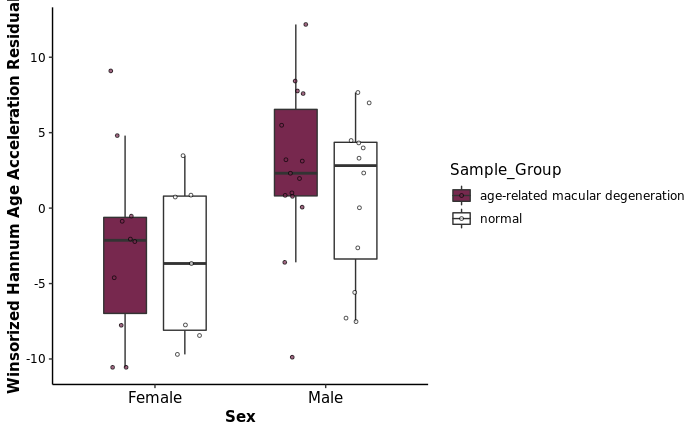 Winsorized Hannum Age Acceleration Residual
10
5
0
-5
-10
Female
Male
Sex
Sample_Group
age-related macular degeneration
normal